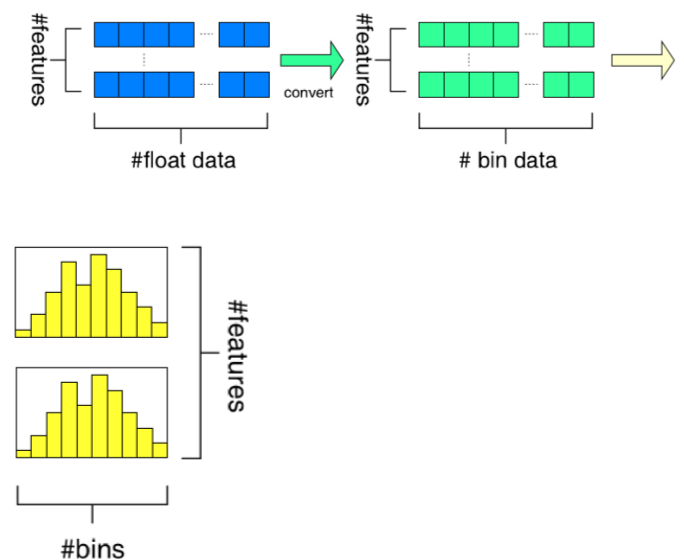 #features
#float data
convert
#features
# bin data
#features
#bins